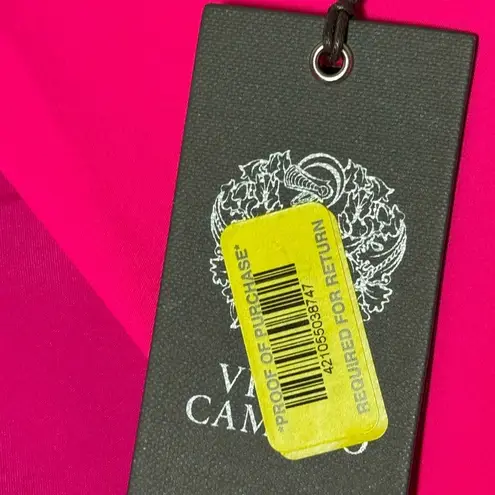 *PROOF OF PURCHASE*
421055038747
REQUIRED FOR RETURN